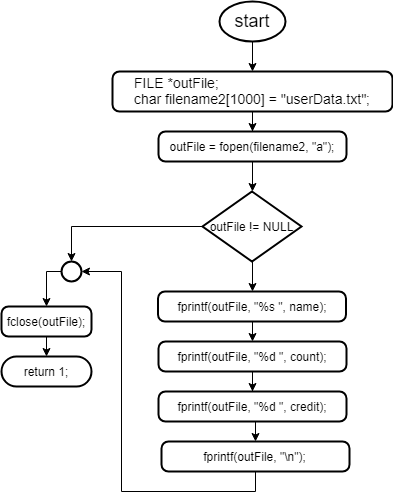 start
FILE *outFile;
char filename2[1000] = "userData.txt";
outFile = fopen(filename2, "a");
outFile != NULL
fprintf(outFile, "%s ", name);
fclose(outFile);
fprintf(outFile, "%d ", count);
return 1;
fprintf(outFile, "%d ", credit);
fprintf(outFile, "\n");